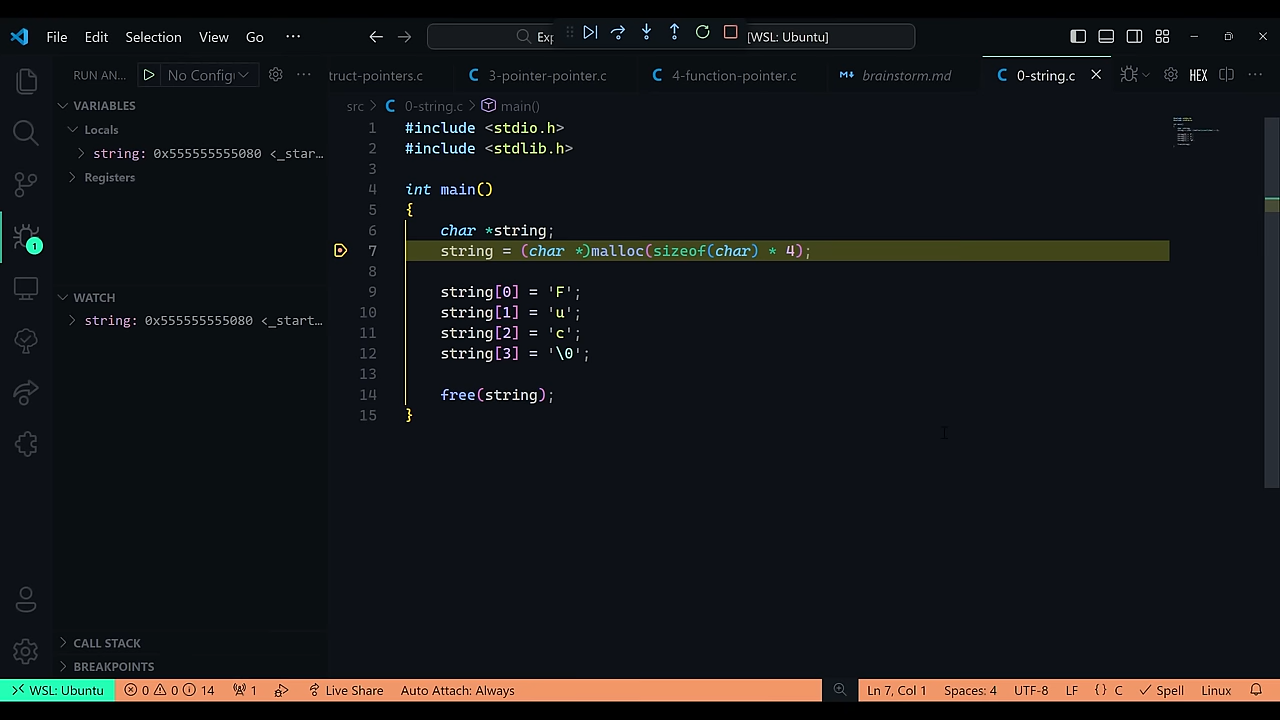 File Edit Selection View Go ··· Exp [WSL: Ubuntu]
RUN AN... No Config ··· truct-pointers.c C 3-pointer-pointer.c C 4-function-pointer.c brainstorm.md C 0-string.c HEX ···
src > C 0-string.c > main()
VARIABLES
Locals
string: 0x555555555080 <_star…
Registers
WATCH
string: 0x555555555080 <_start…
CALL STACK
BREAKPOINTS
1
1 #include <stdio.h>
2 #include <stdlib.h>
3
4 int main()
5 {
6 char *string;
7 string = (char *)malloc(sizeof(char) * 4);
8
9 string[0] = 'F';
10 string[1] = 'u';
11 string[2] = 'c';
12 string[3] = '\0';
13
14 free(string);
15 }
WSL: Ubuntu 0 0 14 1 Live Share Auto Attach: Always Ln 7, Col 1 Spaces: 4 UTF-8 LF {} C Spell Linux